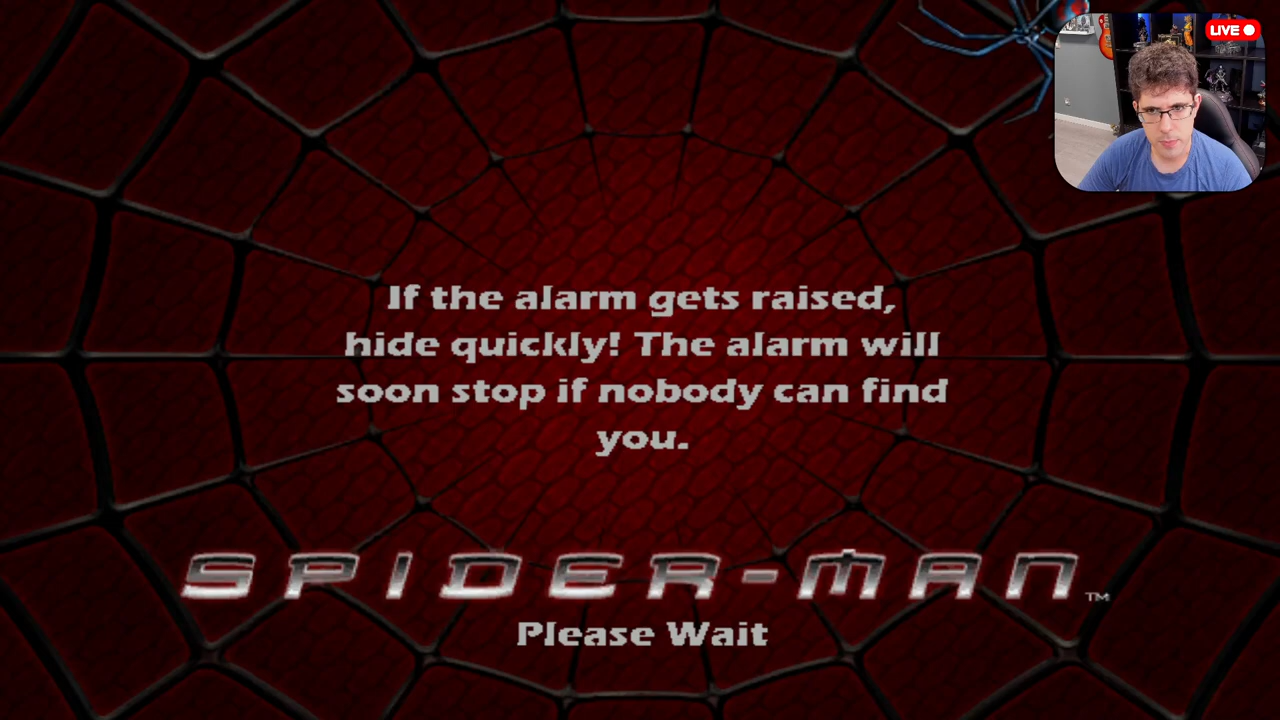 LIVE
If the alarm gets raised,
hide quickly! The alarm will
soon stop if nobody can find
you.
SPIDER-MAN™
Please Wait